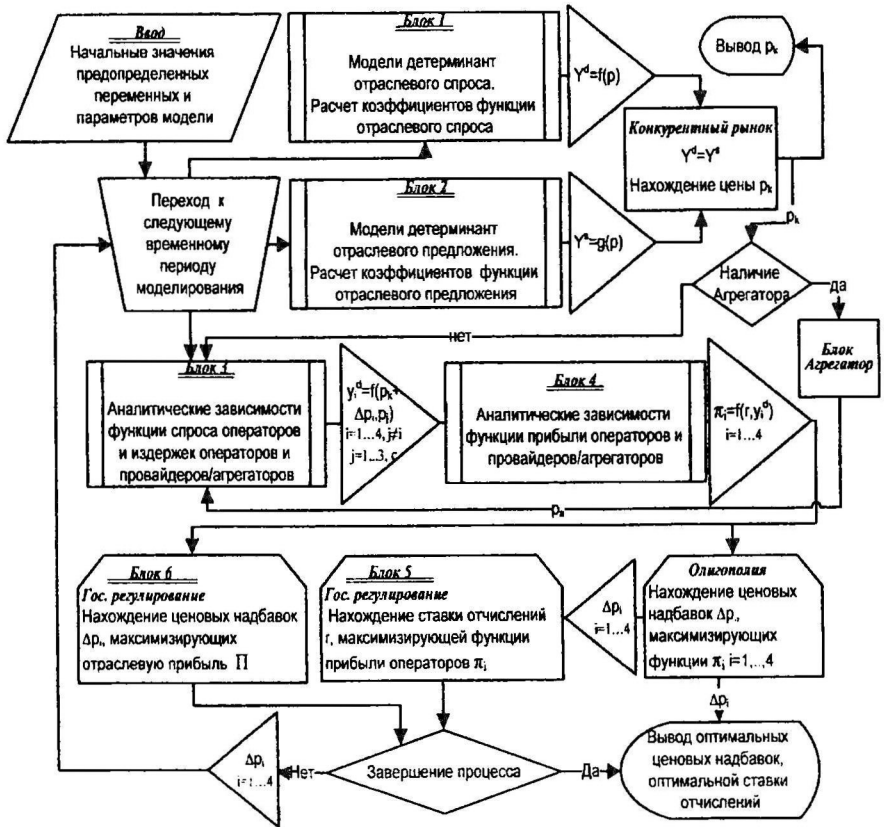 Ввод
Начальные значения
предопределенных
переменных и
параметров модели
Блок 1
Модели детерминант
отраслевого спроса.
Расчет коэффициентов функции
отраслевого спроса
Y^d=f(p)
Вывод p_k
Конкурентный рынок
Y^d=Y^s
Нахождение цены p_k
Переход к
следующему
временному
периоду
моделирования
Блок 2
Модели детерминант
отраслевого предложения.
Расчет коэффициентов функции
отраслевого предложения
Y^s=g(p)
p_k
Наличие
Агрегатора
да
нет
Блок
Агрегатор
Блок 3
Аналитические зависимости
функции спроса операторов
и издержек операторов и
провайдеров/агрегаторов
y_i^d=f(p_k+
Δp_i,p_j)
i=1...4, j≠i
j=1...3, c
Блок 4
Аналитические зависимости
функции прибыли операторов и
провайдеров/агрегаторов
π_i=f(r,y_i^d)
i=1...4
p_a
Блок 6
Гос. регулирование
Нахождение ценовых надбавок
Δp_i, максимизирующих
отраслевую прибыль Π
Блок 5
Гос. регулирование
Нахождение ставки отчислений
r, максимизирующей функции
прибыли операторов π_i
Δp_i
i=1...4
Олигополия
Нахождение ценовых
надбавок Δp_i,
максимизирующих
функции π_i i=1,..,4
Δp_i
Δp_i
i=1...4
Нет
Завершение процесса
Да
Вывод оптимальных
ценовых надбавок,
оптимальной ставки
отчислений